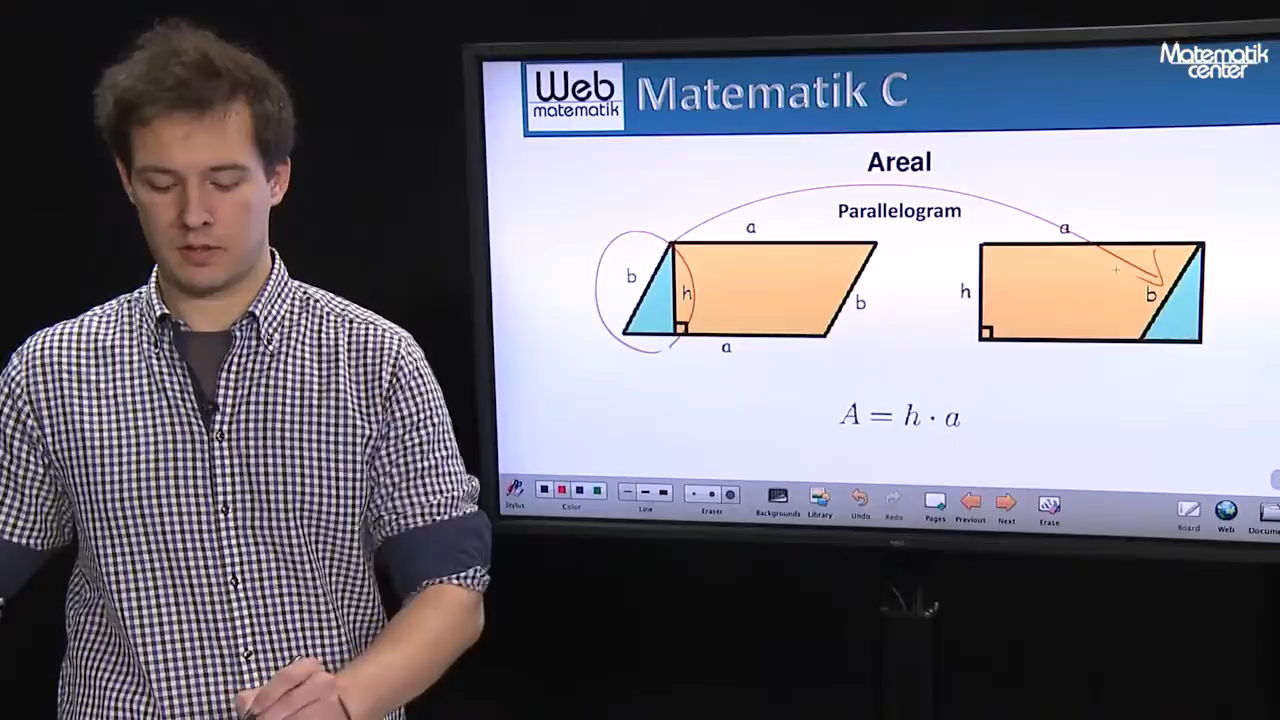 Matematik
center
Web
matematik
Matematik C
Areal
Parallelogram
a
a
b
h
b
a
h
b
A = h · a
Stylus
Color
Line
Eraser
Backgrounds
Library
Undo
Redo
Pages
Previous
Next
Erase
Board
Web
Docume